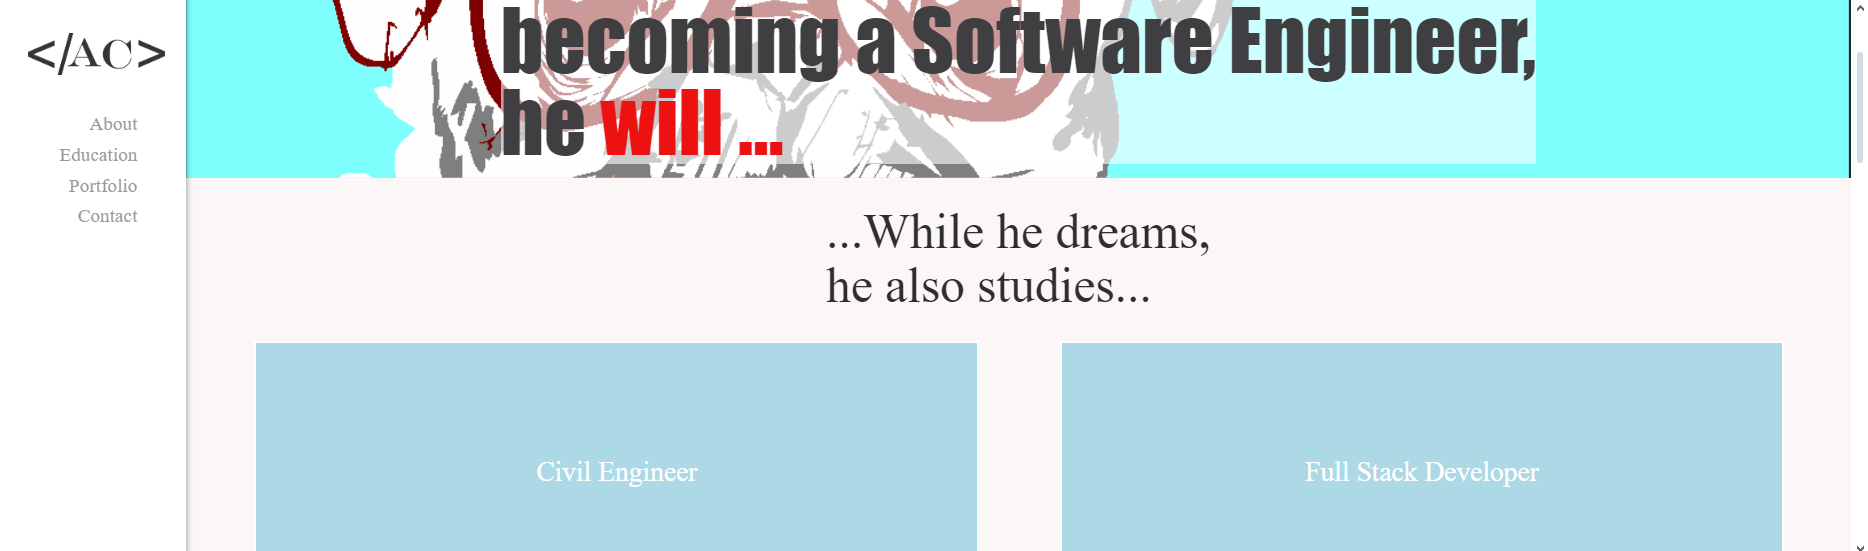 </AC>
About
Education
Portfolio
Contact
becoming a Software Engineer,
he will ...
...While he dreams,
he also studies...
Civil Engineer
Full Stack Developer